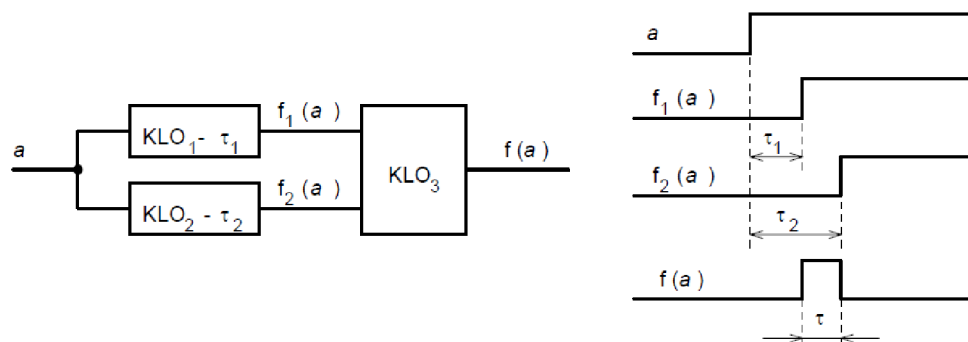 a
KLO₁- τ₁
f₁(a)
KLO₂ - τ₂
f₂(a)
KLO₃
f(a)
a
f₁(a)
τ₁
f₂(a)
τ₂
f(a)
τ